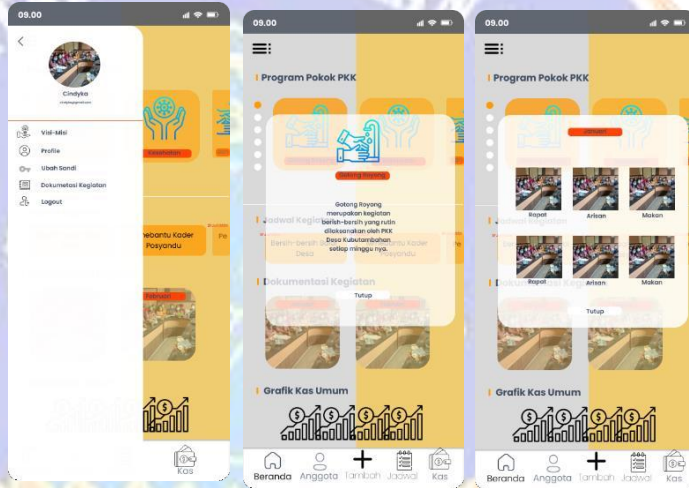 09.00
Cindyka
Visi-Misi
Profile
Ubah Sandi
Dokumetasi Kegiatan
Logout
Kesehatan
Membantu Kader
Posyandu
Februari
Kas
09.00
Program Pokok PKK
Gotong Royong
Gotong Royong
merupakan kegiatan
bersih-bersih yang rutin
dilaksanakan oleh PKK
Desa Kubutambahan
setiap minggu nya.
Jadwal Kegiatan
Bersih-bersih
Desa
Membantu Kader
Posyandu
Dokumentasi Kegiatan
Tutup
Grafik Kas Umum
Beranda Anggota Tambah Jadwal Kas
09.00
Program Pokok PKK
Januari
Rapat Arisan Makan
Rapat Arisan Makan
Tutup
Grafik Kas Umum
Beranda Anggota Tambah Jadwal Kas